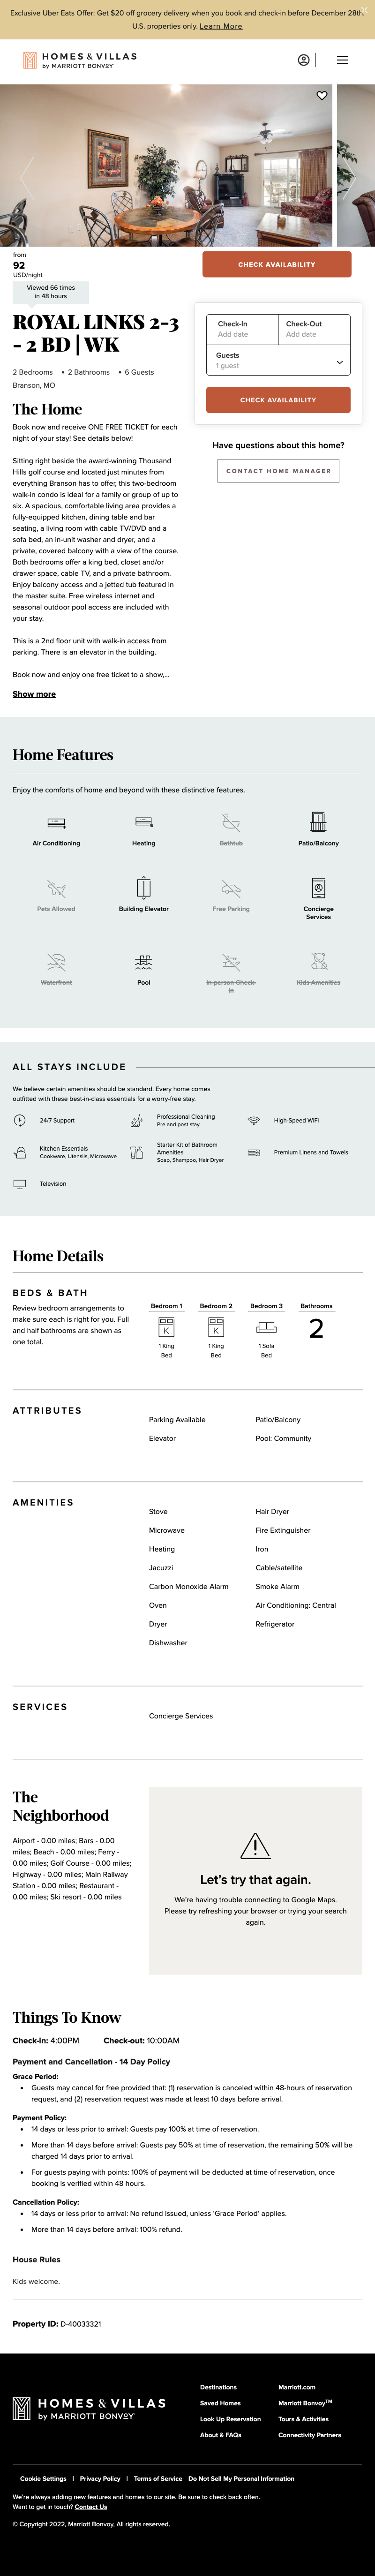 Exclusive Uber Eats Offer: Get $20 off grocery delivery when you book and check-in before December 28th.
U.S. properties only. Learn More
HOMES & VILLAS
by MARRIOTT BONVOY
from
92
USD/night
CHECK AVAILABILITY
Viewed 66 times
in 48 hours
ROYAL LINKS 2-3
- 2 BD | WK
2 Bedrooms • 2 Bathrooms • 6 Guests
Branson, MO
Check-In
Add date
Check-Out
Add date
Guests
1 guest
CHECK AVAILABILITY
Have questions about this home?
CONTACT HOME MANAGER
The Home
Book now and receive ONE FREE TICKET for each
night of your stay! See details below!
Sitting right beside the award-winning Thousand
Hills golf course and located just minutes from
everything Branson has to offer, this two-bedroom
walk-in condo is ideal for a family or group of up to
six. A spacious, comfortable living area provides a
fully-equipped kitchen, dining table and bar
seating, a living room with cable TV/DVD and a
sofa bed, an in-unit washer and dryer, and a
private, covered balcony with a view of the course.
Both bedrooms offer a king bed, closet and/or
drawer space, cable TV, and a private bathroom.
Enjoy balcony access and a jetted tub featured in
the master suite. Free wireless internet and
seasonal outdoor pool access are included with
your stay.
This is a 2nd floor unit with walk-in access from
parking. There is an elevator in the building.
Book now and enjoy one free ticket to a show,...
Show more
Home Features
Enjoy the comforts of home and beyond with these distinctive features.
Air Conditioning
Heating
Bathtub
Patio/Balcony
Pets Allowed
Building Elevator
Free Parking
Concierge
Services
Waterfront
Pool
In-person Check-
in
Kids Amenities
ALL STAYS INCLUDE
We believe certain amenities should be standard. Every home comes
outfitted with these best-in-class essentials for a worry-free stay.
24/7 Support
Professional Cleaning
Pre and post stay
High-Speed WiFi
Kitchen Essentials
Cookware, Utensils, Microwave
Starter Kit of Bathroom
Amenities
Soap, Shampoo, Hair Dryer
Premium Linens and Towels
Television
Home Details
BEDS & BATH
Review bedroom arrangements to
make sure each is right for you. Full
and half bathrooms are shown as
one total.
Bedroom 1
K
1 King
Bed
Bedroom 2
K
1 King
Bed
Bedroom 3
1 Sofa
Bed
Bathrooms
2
ATTRIBUTES
Parking Available
Patio/Balcony
Elevator
Pool: Community
AMENITIES
Stove
Hair Dryer
Microwave
Fire Extinguisher
Heating
Iron
Jacuzzi
Cable/satellite
Carbon Monoxide Alarm
Smoke Alarm
Oven
Air Conditioning: Central
Dryer
Refrigerator
Dishwasher
SERVICES
Concierge Services
The
Neighborhood
Airport - 0.00 miles; Bars - 0.00
miles; Beach - 0.00 miles; Ferry -
0.00 miles; Golf Course - 0.00 miles;
Highway - 0.00 miles; Main Railway
Station - 0.00 miles; Restaurant -
0.00 miles; Ski resort - 0.00 miles
Let's try that again.
We're having trouble connecting to Google Maps.
Please try refreshing your browser or trying your search
again.
Things To Know
Check-in: 4:00PM Check-out: 10:00AM
Payment and Cancellation - 14 Day Policy
Grace Period:
• Guests may cancel for free provided that: (1) reservation is canceled within 48-hours of reservation
request, and (2) reservation request was made at least 10 days before arrival.
Payment Policy:
• 14 days or less prior to arrival: Guests pay 100% at time of reservation.
• More than 14 days before arrival: Guests pay 50% at time of reservation, the remaining 50% will be
charged 14 days prior to arrival.
• For guests paying with points: 100% of payment will be deducted at time of reservation, once
booking is verified within 48 hours.
Cancellation Policy:
• 14 days or less prior to arrival: No refund issued, unless 'Grace Period' applies.
• More than 14 days before arrival: 100% refund.
House Rules
Kids welcome.
Property ID: D-40033321
HOMES & VILLAS
by MARRIOTT BONVOY
Destinations
Marriott.com
Saved Homes
Marriott Bonvoy™
Look Up Reservation
Tours & Activities
About & FAQs
Connectivity Partners
Cookie Settings | Privacy Policy | Terms of Service Do Not Sell My Personal Information
We're always adding new features and homes to our site. Be sure to check back often.
Want to get in touch? Contact Us
© Copyright 2022, Marriott Bonvoy, All rights reserved.